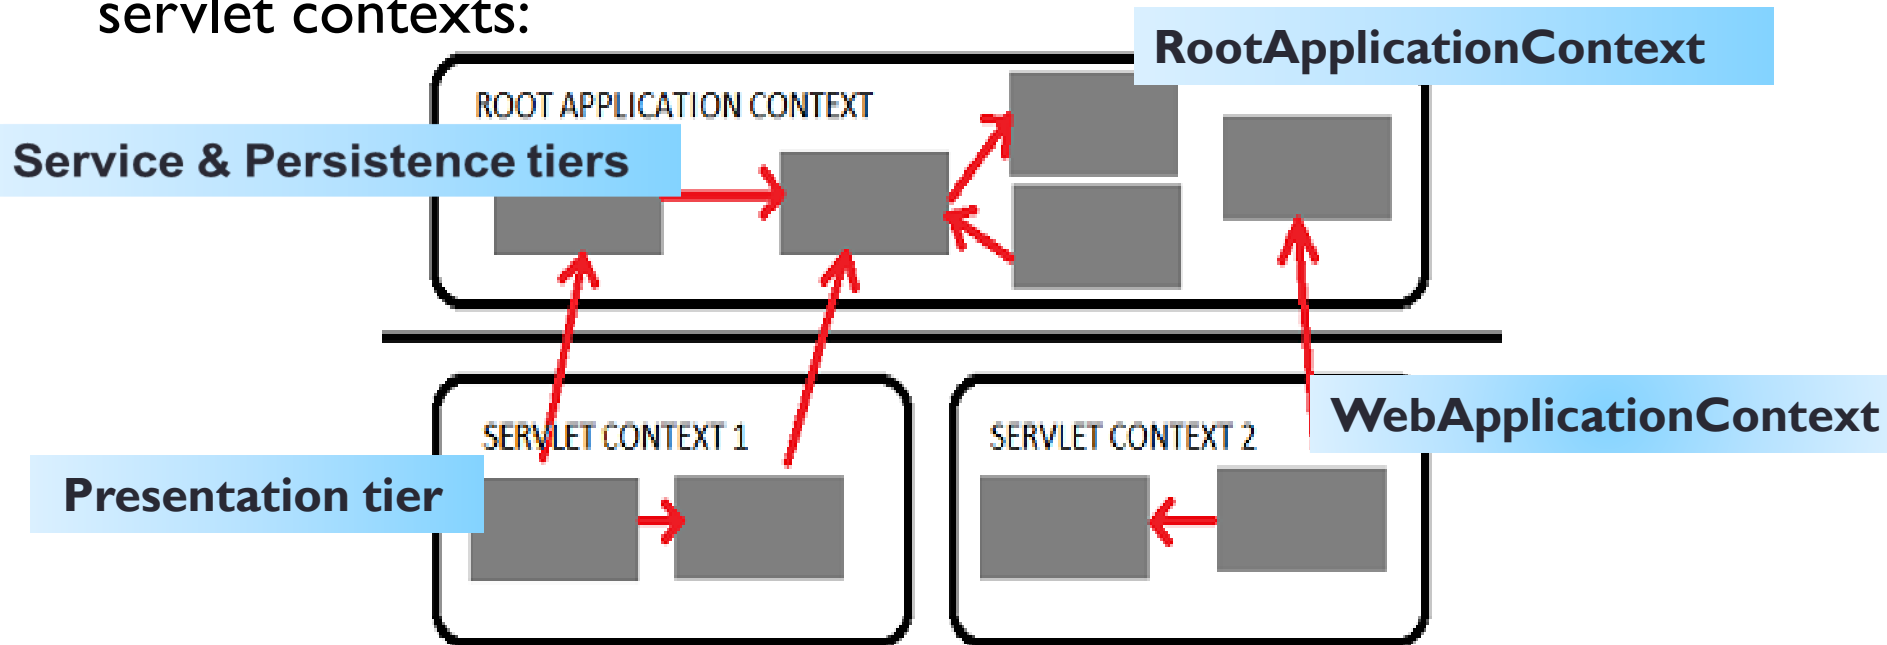 servlet contexts:
RootApplicationContext
ROOT APPLICATION CONTEXT
Service & Persistence tiers
SERVLET CONTEXT 1
SERVLET CONTEXT 2
WebApplicationContext
Presentation tier